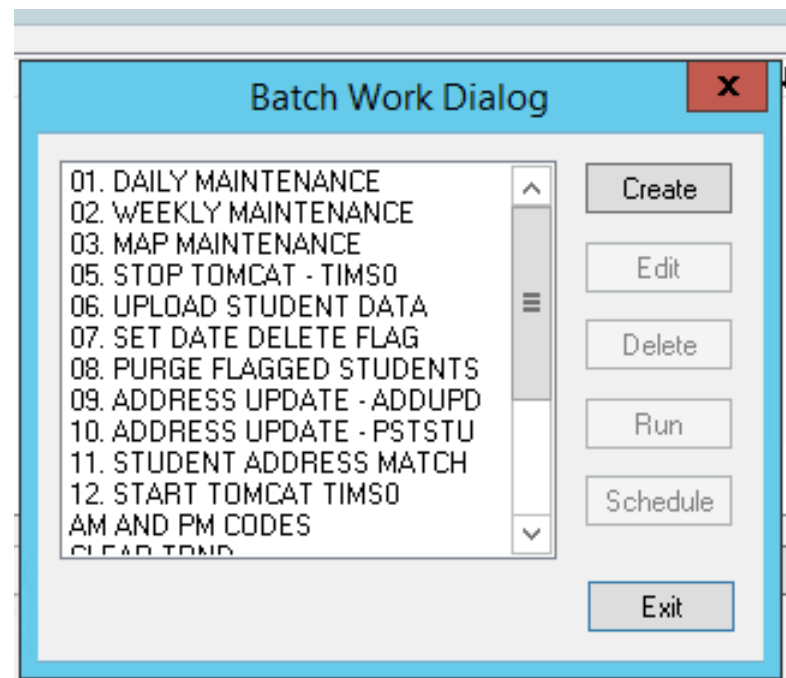 Batch Work Dialog
x
01. DAILY MAINTENANCE
02. WEEKLY MAINTENANCE
03. MAP MAINTENANCE
05. STOP TOMCAT - TIMS0
06. UPLOAD STUDENT DATA
07. SET DATE DELETE FLAG
08. PURGE FLAGGED STUDENTS
09. ADDRESS UPDATE - ADDUPD
10. ADDRESS UPDATE - PSTSTU
11. STUDENT ADDRESS MATCH
12. START TOMCAT TIMS0
AM AND PM CODES
Create
Edit
Delete
Run
Schedule
Exit